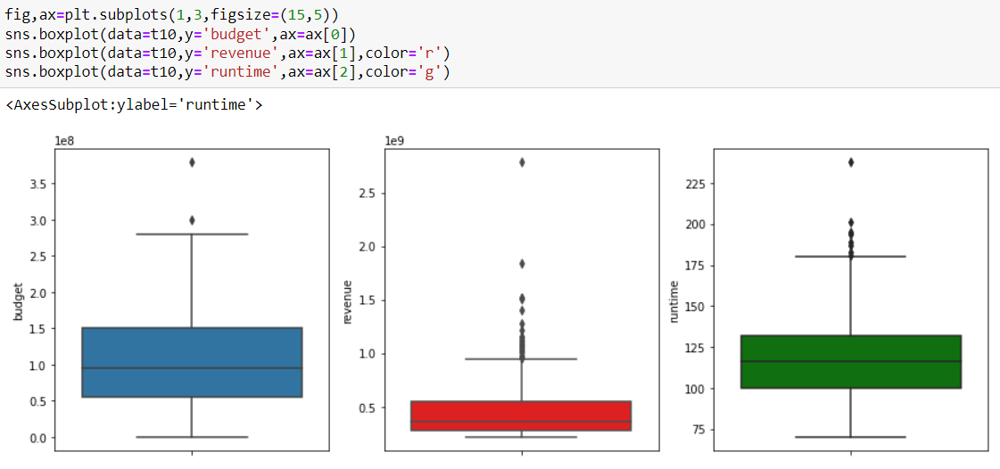 fig,ax=plt.subplots(1,3,figsize=(15,5))
sns.boxplot(data=t10,y='budget',ax=ax[0])
sns.boxplot(data=t10,y='revenue',ax=ax[1],color='r')
sns.boxplot(data=t10,y='runtime',ax=ax[2],color='g')
<AxesSubplot:ylabel='runtime'>
1e8
3.5
3.0
2.5
2.0
1.5
1.0
0.5
0.0
budget
1e9
2.5
2.0
1.5
1.0
0.5
revenue
225
200
175
150
125
100
75
runtime